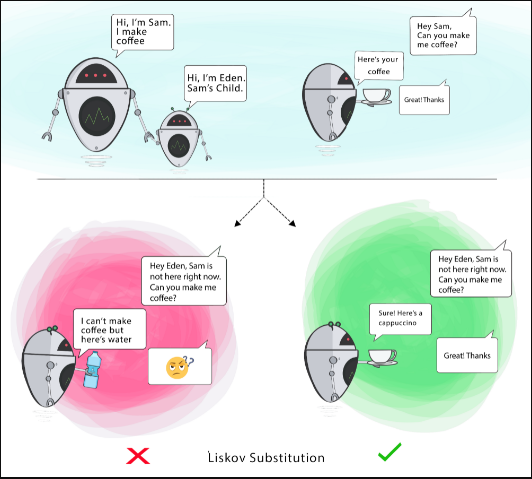 Hi, I'm Sam.
I make
coffee
Hi, I'm Eden.
Sam's Child.
Hey Sam,
Can you make
me coffee?
Here's your
coffee
Great! Thanks
Hey Eden, Sam is
not here right now.
Can you make me
coffee?
I can't make
coffee but
here's water
??
Hey Eden, Sam is
not here right now.
Can you make me
coffee?
Sure! Here's a
cappuccino
Great! Thanks
Liskov Substitution